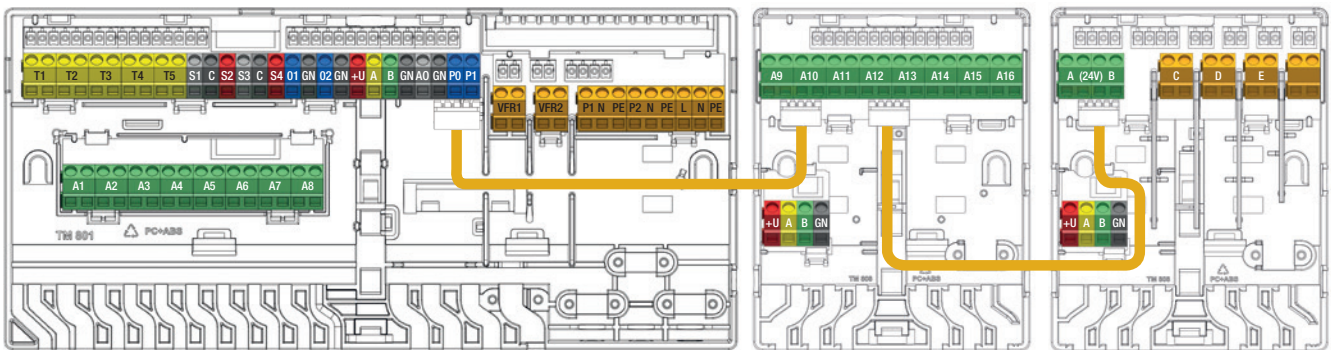 T1 T2 T3 T4 T5 S1 C S2 S3 C S4 01 GN 02 GN +U A B GN AO GN P0 P1
VFR1 VFR2 P1 N PE P2 N PE L N PE
A1 A2 A3 A4 A5 A6 A7 A8
TM 801 PC+ABS
A9 A10 A11 A12 A13 A14 A15 A16
+U A B GN
TM 808 PC+ABS
A (24V) B C D E
+U A B GN
TM 808 PC+ABS